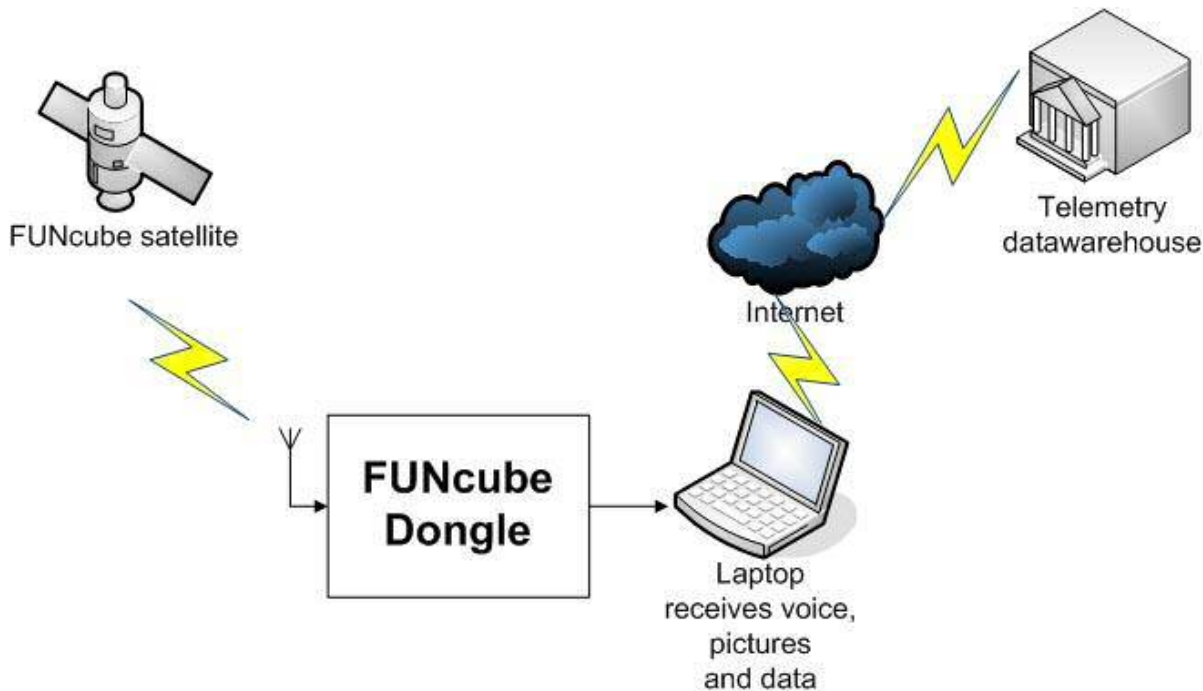 FUNcube satellite
Telemetry
datawarehouse
Internet
FUNcube
Dongle
Laptop
receives voice,
pictures
and data